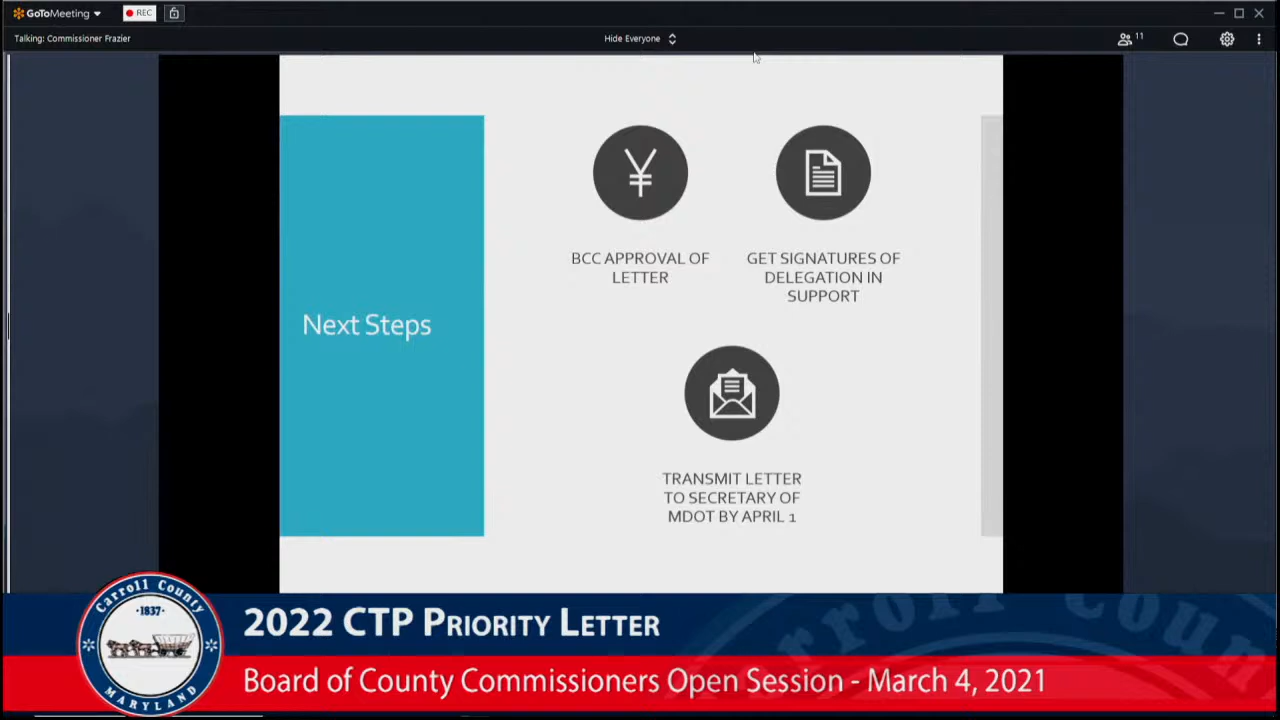 GoToMeeting
REC
Talking: Commissioner Frazier
Hide Everyone
11
¥
BCC APPROVAL OF
LETTER
GET SIGNATURES OF
DELEGATION IN
SUPPORT
Next Steps
TRANSMIT LETTER
TO SECRETARY OF
MDOT BY APRIL 1
Carroll County
1837
MARYLAND
2022 CTP PRIORITY LETTER
Board of County Commissioners Open Session - March 4, 2021